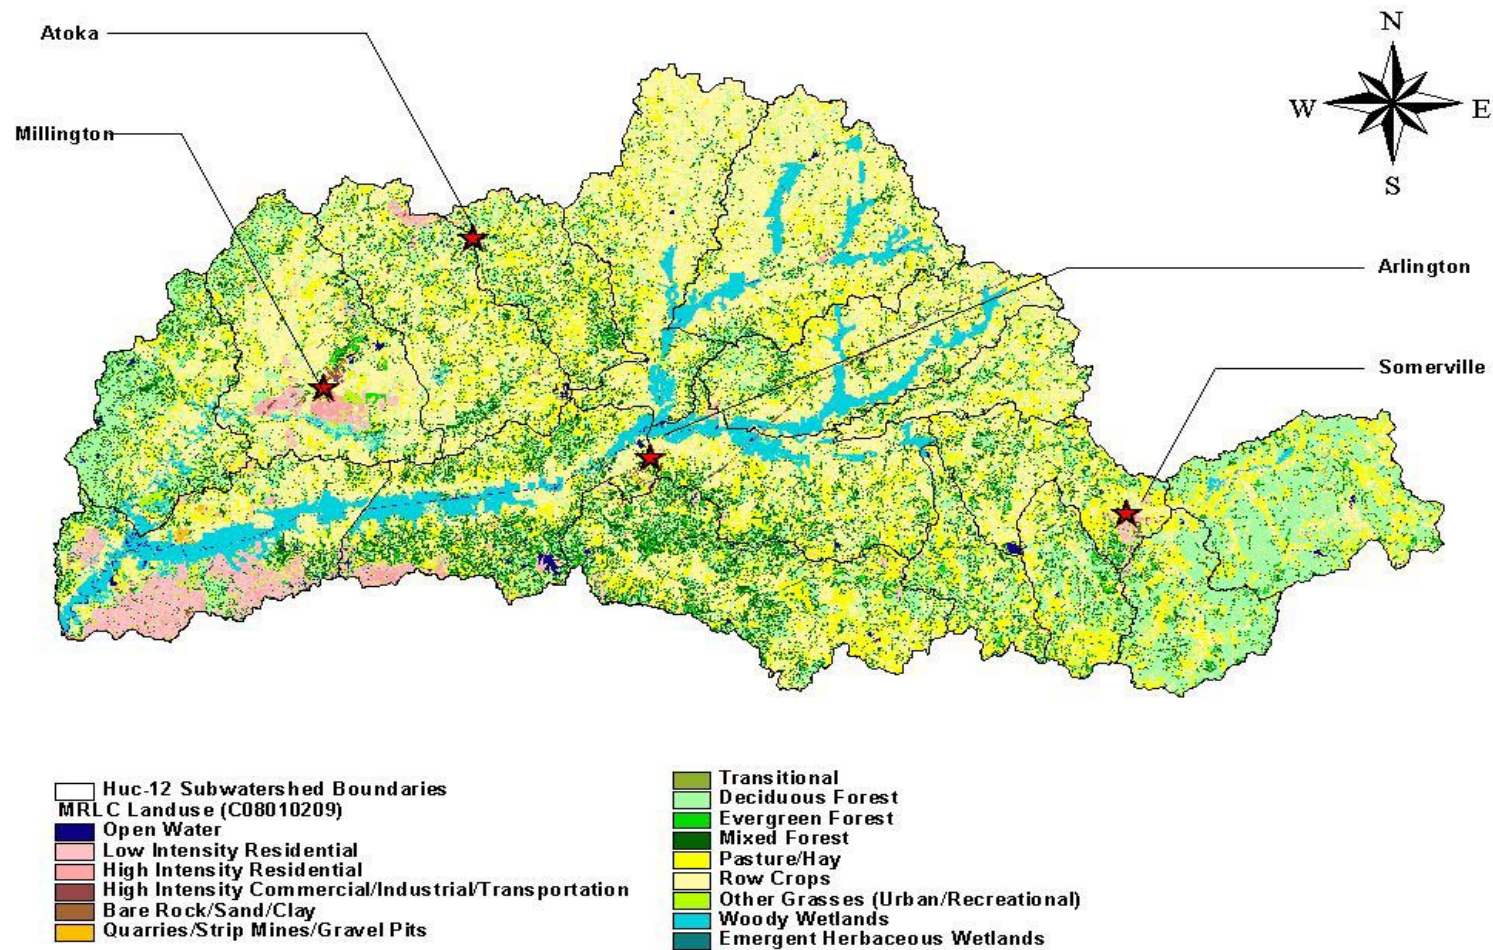 Atoka
Millington
N
W
E
S
Arlington
Somerville
Huc-12 Subwatershed Boundaries
MRLC Landuse (C08010209)
Open Water
Low Intensity Residential
High Intensity Residential
High Intensity Commercial/Industrial/Transportation
Bare Rock/Sand/Clay
Quarries/Strip Mines/Gravel Pits
Transitional
Deciduous Forest
Evergreen Forest
Mixed Forest
Pasture/Hay
Row Crops
Other Grasses (Urban/Recreational)
Woody Wetlands
Emergent Herbaceous Wetlands